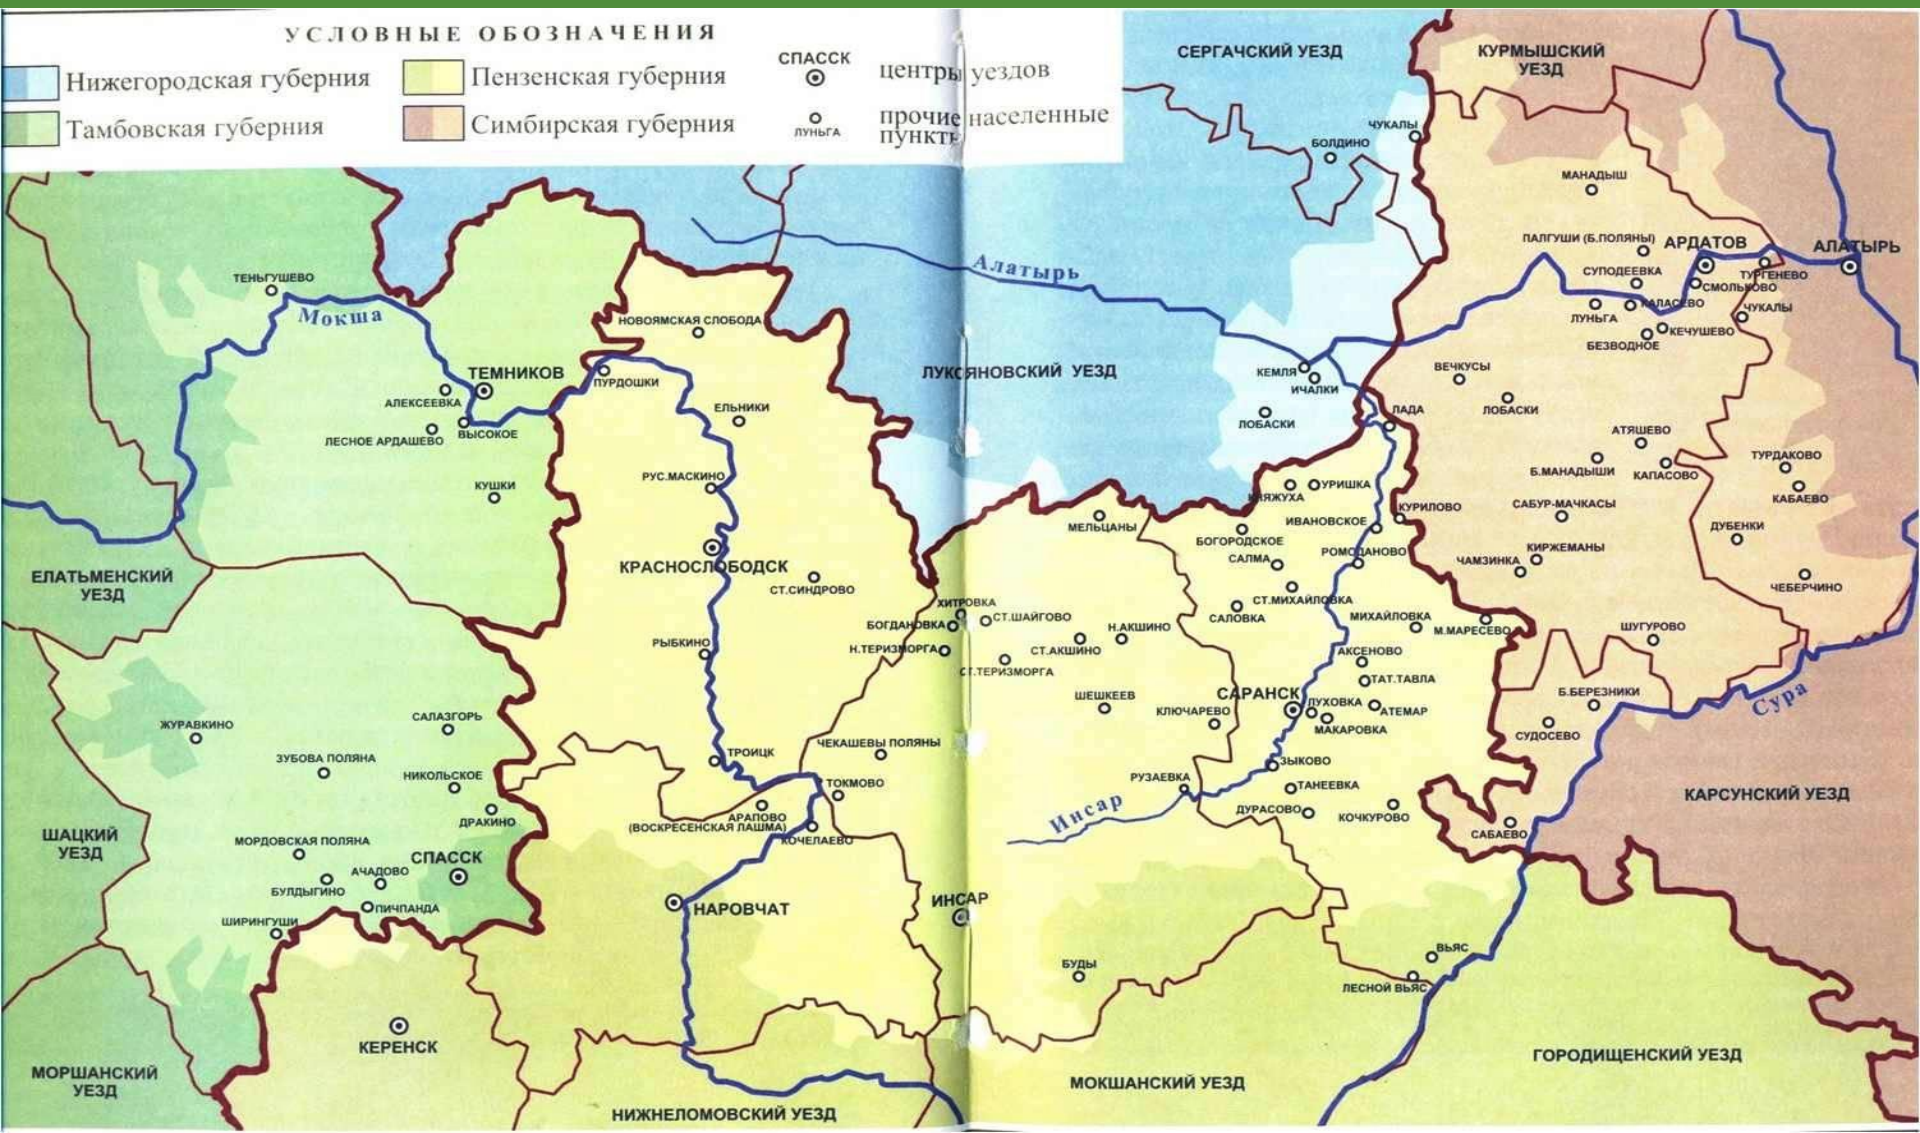 УСЛОВНЫЕ ОБОЗНАЧЕНИЯ
Нижегородская губерния
Тамбовская губерния
Пензенская губерния
Симбирская губерния
СПАССК
центры уездов
ЛУНЬГА
прочие населенные
пункты
СЕРГАЧСКИЙ УЕЗД
КУРМЫШСКИЙ
УЕЗД
ЧУКАЛЫ
БОЛДИНО
МАНАДЫШ
ПАЛГУШИ (Б.ПОЛЯНЫ)
АРДАТОВ
АЛАТЫРЬ
СУПОДЕЕВКА
ТУРГЕНЕВО
СМОЛЬКОВО
КАЛАСЕВО
ЧУКАЛЫ
ЛУНЬГА
КЕЧУШЕВО
БЕЗВОДНОЕ
Алатырь
ТЕНЬГУШЕВО
Мокша
НОВОЯМСКАЯ СЛОБОДА
ТЕМНИКОВ
ПУРДОШКИ
ЛУКОЯНОВСКИЙ УЕЗД
КЕМЛЯ
ИЧАЛКИ
ВЕЧКУСЫ
АЛЕКСЕЕВКА
ЕЛЬНИКИ
ЛОБАСКИ
ЛАДА
ЛОБАСКИ
ЛЕСНОЕ АРДАШЕВО
ВЫСОКОЕ
АТЯШЕВО
ТУРДАКОВО
Б.МАНАДЫШИ
КАПАСОВО
КУШКИ
РУС.МАСКИНО
КНЯЖУХА
УРИШКА
КАБАЕВО
КУРИЛОВО
САБУР-МАЧКАСЫ
МЕЛЬЦАНЫ
ИВАНОВСКОЕ
ДУБЕНКИ
БОГОРОДСКОЕ
РОМОДАНОВО
КИРЖЕМАНЫ
САЛМА
ЧАМЗИНКА
КРАСНОСЛОБОДСК
ЕЛАТЬМЕНСКИЙ
УЕЗД
СТ.СИНДРОВО
ЧЕБЕРЧИНО
ХИТРОВКА
СТ.МИХАЙЛОВКА
СТ.ШАЙГОВО
САЛОВКА
МИХАЙЛОВКА
БОГДАНОВКА
Н.АКШИНО
М.МАРЕСЕВО
ШУГУРОВО
РЫБКИНО
Н.ТЕРИЗМОРГА
СТ.АКШИНО
АКСЕНОВО
СТ.ТЕРИЗМОРГА
ТАТ.ТАВЛА
ШЕШКЕЕВ
САРАНСК
Б.БЕРЕЗНИКИ
Сура
ЛУХОВКА
КЛЮЧАРЕВО
АТЕМАР
ЖУРАВКИНО
САЛАЗГОРЬ
МАКАРОВКА
СУДОСЕВО
ЗУБОВА ПОЛЯНА
ТРОИЦК
ЧЕКАШЕВЫ ПОЛЯНЫ
ЗЫКОВО
НИКОЛЬСКОЕ
ТОКМОВО
РУЗАЕВКА
ТАНЕЕВКА
КАРСУНСКИЙ УЕЗД
ДРАКИНО
АРАПОВО
(ВОСКРЕСЕНСКАЯ ЛАШМА)
Инсар
ДУРАСОВО
КОЧКУРОВО
ШАЦКИЙ
УЕЗД
МОРДОВСКАЯ ПОЛЯНА
КОЧЕЛАЕВО
САБАЕВО
СПАССК
АЧАДОВО
БУЛДЫГИНО
ПИЧПАНДА
НАРОВЧАТ
ИНСАР
ШИРИНГУШИ
ВЬЯС
БУДЫ
ЛЕСНОЙ ВЬЯС
КЕРЕНСК
МОРШАНСКИЙ
УЕЗД
МОКШАНСКИЙ УЕЗД
ГОРОДИЩЕНСКИЙ УЕЗД
НИЖНЕЛОМОВСКИЙ УЕЗД